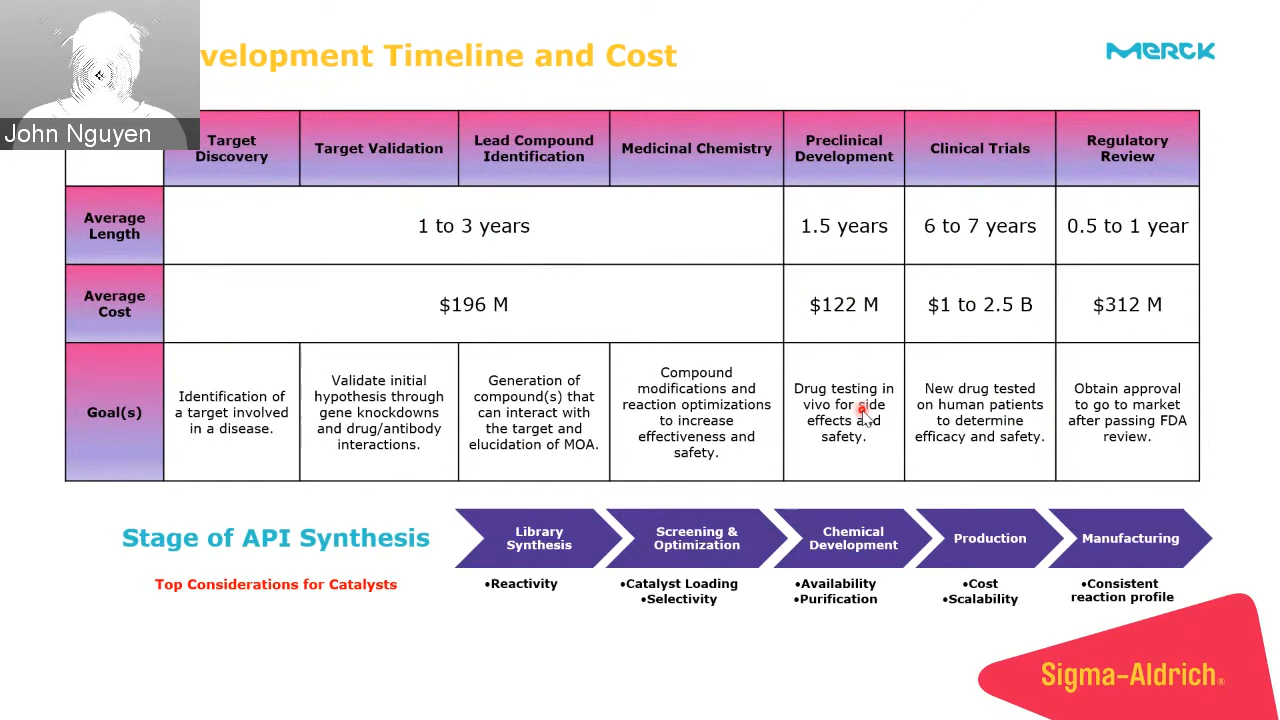 velopment Timeline and Cost
MERCK
John Nguyen
Target
Discovery
Target Validation
Lead Compound
Identification
Medicinal Chemistry
Preclinical
Development
Clinical Trials
Regulatory
Review
Average
Length
1 to 3 years
1.5 years
6 to 7 years
0.5 to 1 year
Average
Cost
$196 M
$122 M
$1 to 2.5 B
$312 M
Goal(s)
Identification of
a target involved
in a disease.
Validate initial
hypothesis through
gene knockdowns
and drug/antibody
interactions.
Generation of
compound(s) that
can interact with
the target and
elucidation of MOA.
Compound
modifications and
reaction optimizations
to increase
effectiveness and
safety.
Drug testing in
vivo for side
effects and
safety.
New drug tested
on human patients
to determine
efficacy and safety.
Obtain approval
to go to market
after passing FDA
review.
Stage of API Synthesis
Library
Synthesis
Screening &
Optimization
Chemical
Development
Production
Manufacturing
Top Considerations for Catalysts
•Reactivity
•Catalyst Loading
•Selectivity
•Availability
•Purification
•Cost
•Scalability
•Consistent
reaction profile
Sigma-Aldrich®